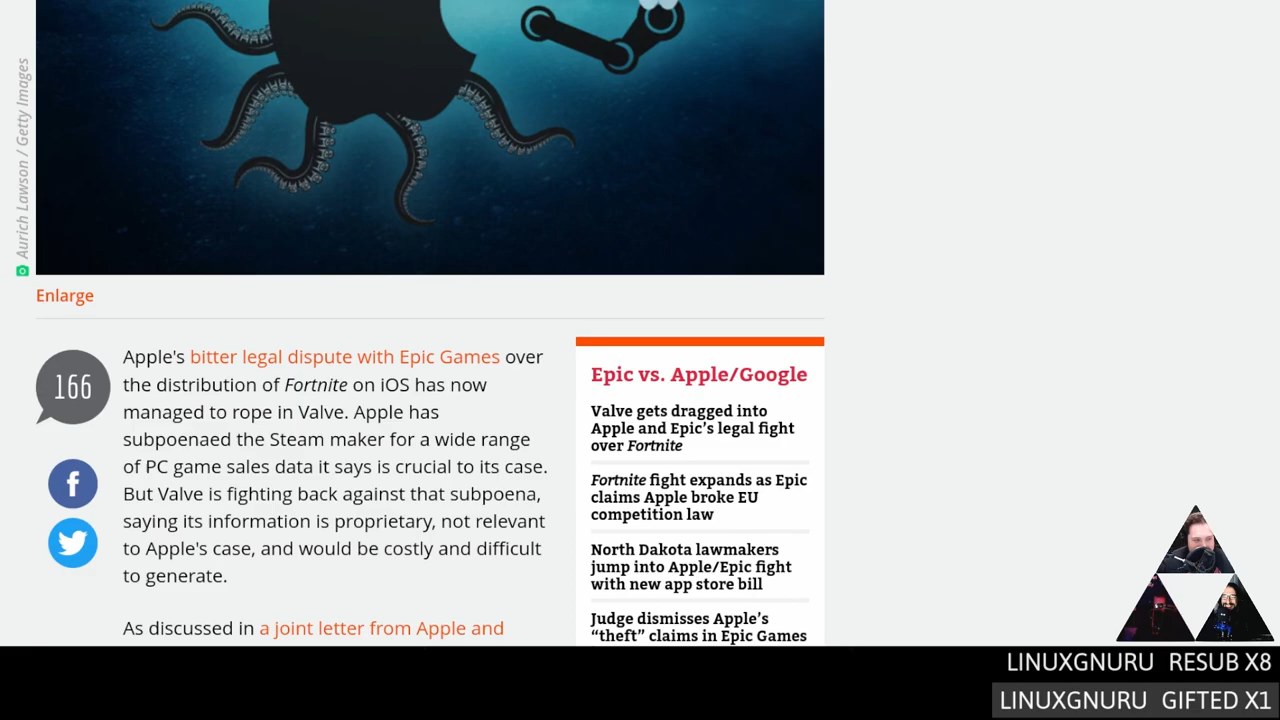 Aurich Lawson / Getty Images
Enlarge
166
Apple's bitter legal dispute with Epic Games over
the distribution of Fortnite on iOS has now
managed to rope in Valve. Apple has
subpoenaed the Steam maker for a wide range
of PC game sales data it says is crucial to its case.
But Valve is fighting back against that subpoena,
saying its information is proprietary, not relevant
to Apple's case, and would be costly and difficult
to generate.
As discussed in a joint letter from Apple and
Epic vs. Apple/Google
Valve gets dragged into
Apple and Epic’s legal fight
over Fortnite
Fortnite fight expands as Epic
claims Apple broke EU
competition law
North Dakota lawmakers
jump into Apple/Epic fight
with new app store bill
Judge dismisses Apple’s
“theft” claims in Epic Games
LINUXGNURU RESUB X8
LINUXGNURU GIFTED X1